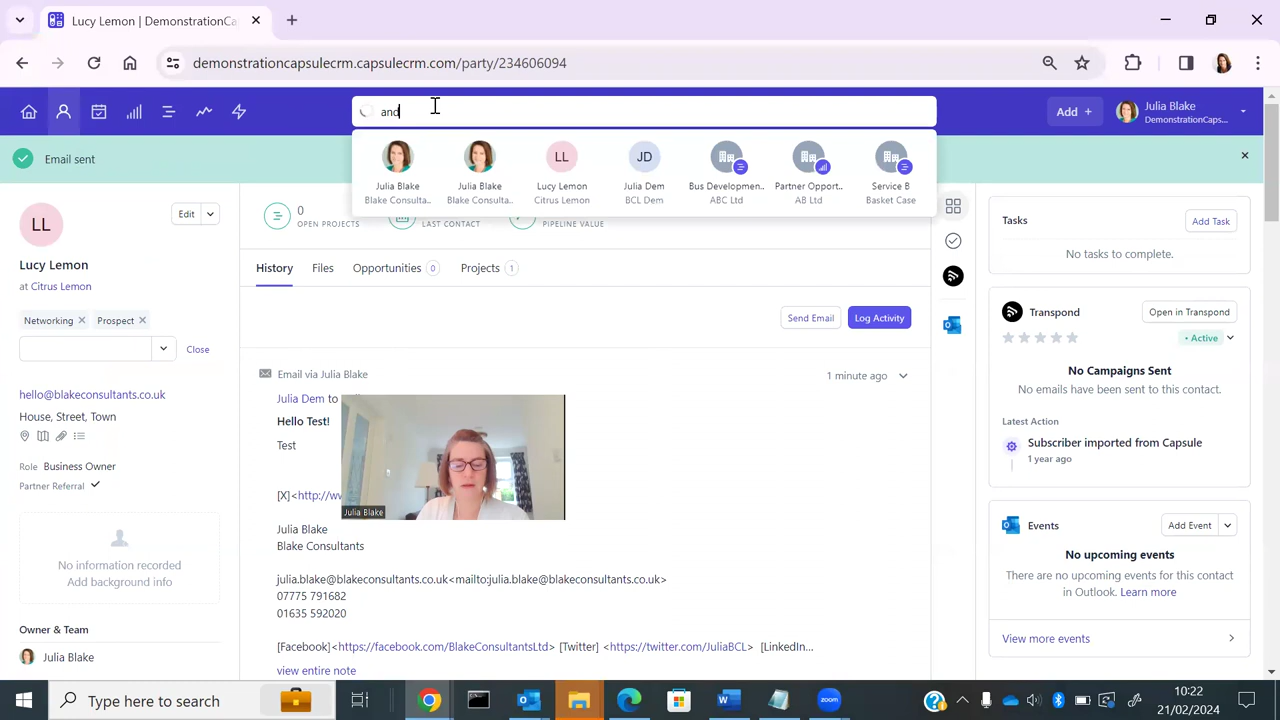 Lucy Lemon | DemonstrationCa
demonstrationcapsulecrm.capsulecrm.com/party/234606094
and
Add +
Julia Blake
DemonstrationCaps...
Email sent
Julia Blake
Blake Consulta..
Julia Blake
Blake Consulta...
LL
Lucy Lemon
Citrus Lemon
JD
Julia Dem
BCL Dem
Bus Developmen..
ABC Ltd
Partner Opport..
AB Ltd
Service B
Basket Case
LL
Edit
Lucy Lemon
at Citrus Lemon
Networking
Prospect
Close
hello@blakeconsultants.co.uk
House, Street, Town
Role Business Owner
Partner Referral
No information recorded
Add background info
Owner & Team
Julia Blake
0
OPEN PROJECTS
LAST CONTACT
PIPELINE VALUE
History
Files
Opportunities 0
Projects 1
Send Email
Log Activity
Email via Julia Blake
1 minute ago
Julia Dem to
Hello Test!
Test
[X]<http://ww
Julia Blake
Julia Blake
Blake Consultants
julia.blake@blakeconsultants.co.uk<mailto:julia.blake@blakeconsultants.co.uk>
07775 791682
01635 592020
[Facebook]<https://facebook.com/BlakeConsultantsLtd> [Twitter] <https://twitter.com/JuliaBCL> [LinkedIn...
view entire note
Tasks
Add Task
No tasks to complete.
Transpond
Open in Transpond
• Active
No Campaigns Sent
No emails have been sent to this contact.
Latest Action
Subscriber imported from Capsule
1 year ago
Events
Add Event
No upcoming events
There are no upcoming events for this contact
in Outlook. Learn more
View more events
Type here to search
zoom
10:22
21/02/2024